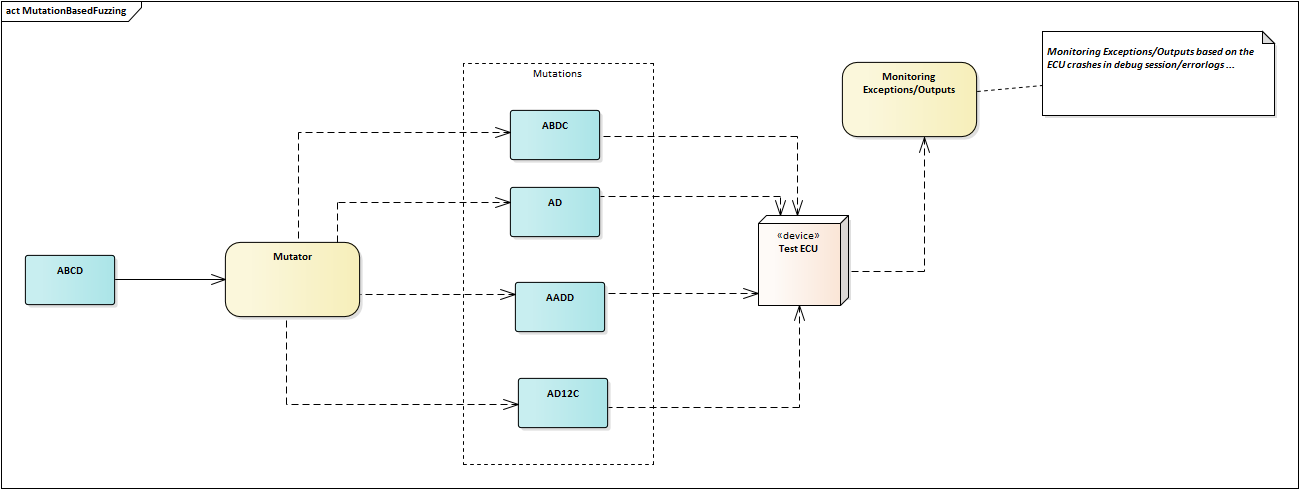 act MutationBasedFuzzing
Monitoring Exceptions/Outputs based on the
ECU crashes in debug session/errorlogs ...
Monitoring
Exceptions/Outputs
Mutations
ABDC
AD
«device»
Test ECU
Mutator
ABCD
AADD
AD12C